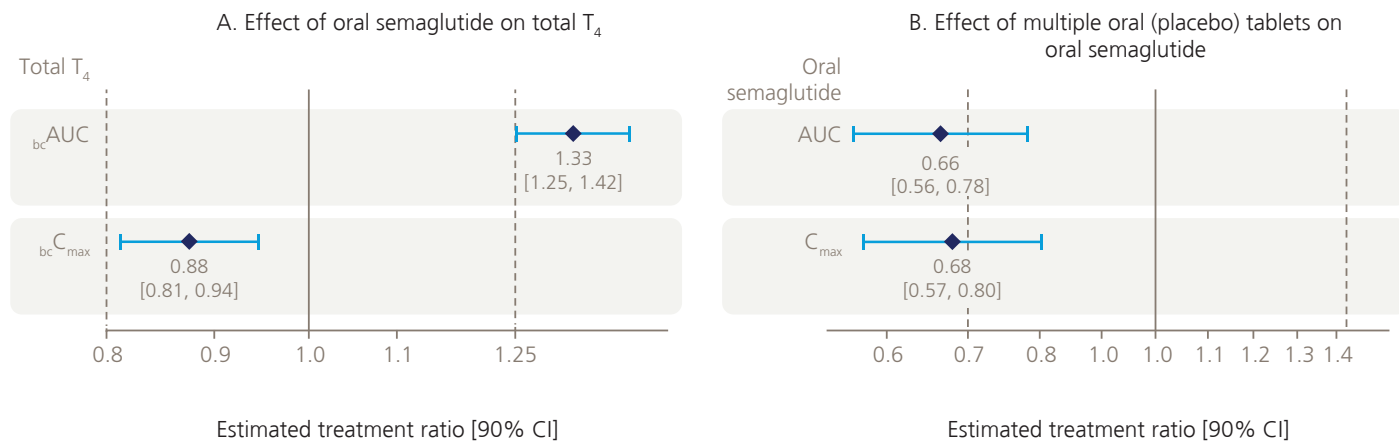 A. Effect of oral semaglutide on total T4
Total T4
bcAUC
1.33
[1.25, 1.42]
bcCmax
0.88
[0.81, 0.94]
0.8 0.9 1.0 1.1 1.25
Estimated treatment ratio [90% CI]
B. Effect of multiple oral (placebo) tablets on
oral semaglutide
Oral
semaglutide
AUC
0.66
[0.56, 0.78]
Cmax
0.68
[0.57, 0.80]
0.6 0.7 0.8 1.0 1.0 1.1 1.2 1.3 1.4
Estimated treatment ratio [90% CI]